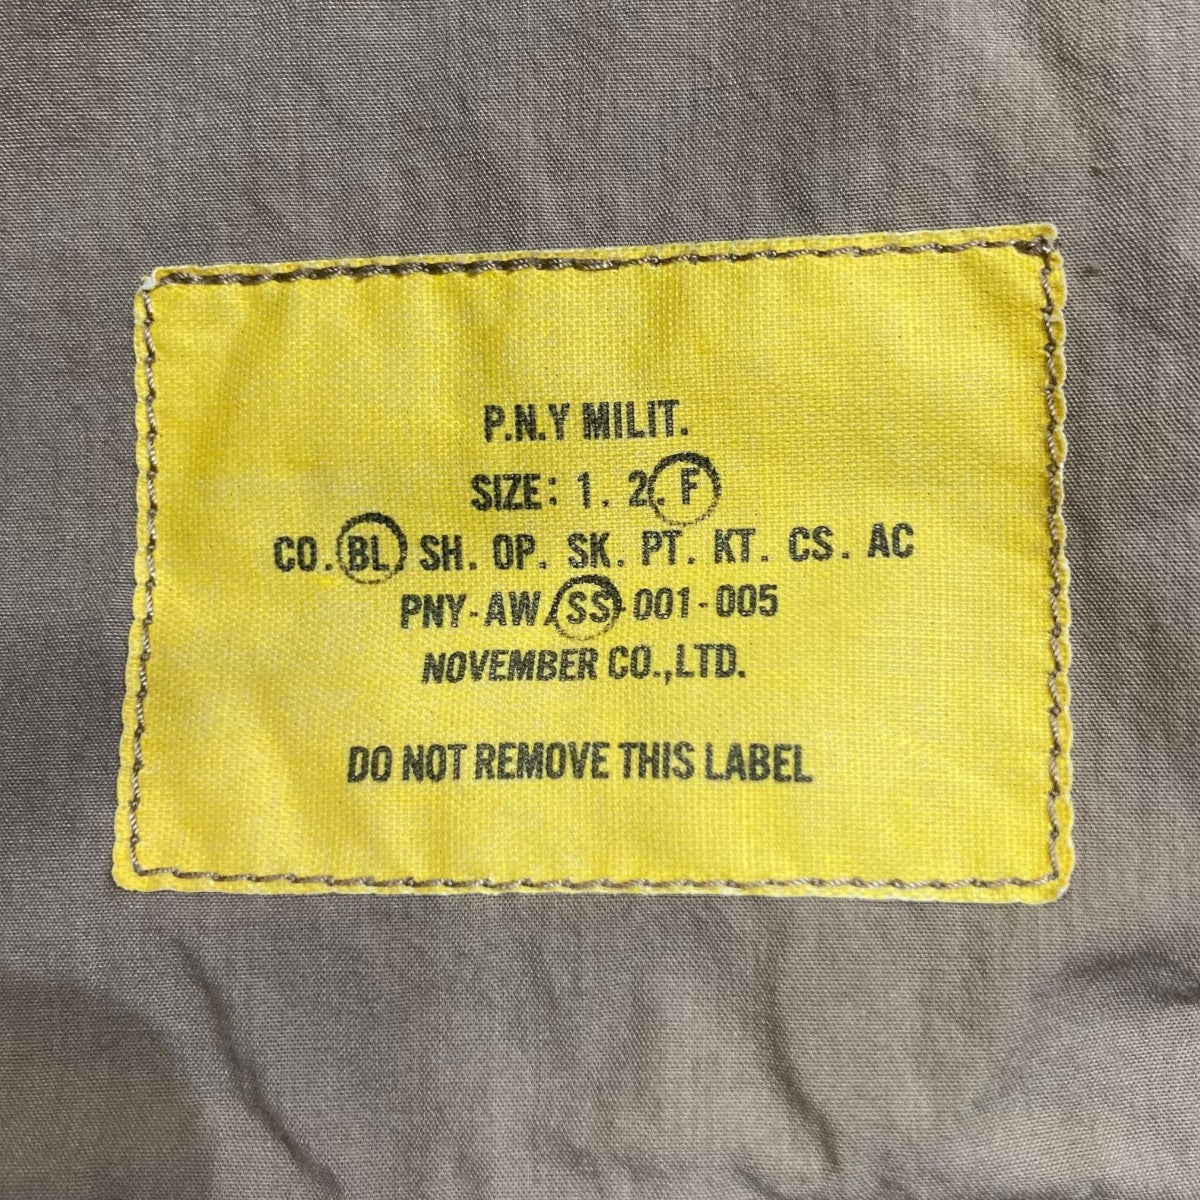 P.N.Y MILIT.
SIZE: 1. 2. F
CO. BL. SH. OP. SK. PT. KT. CS. AC
PNY-AW/SS-001-005
NOVEMBER CO.,LTD.
DO NOT REMOVE THIS LABEL